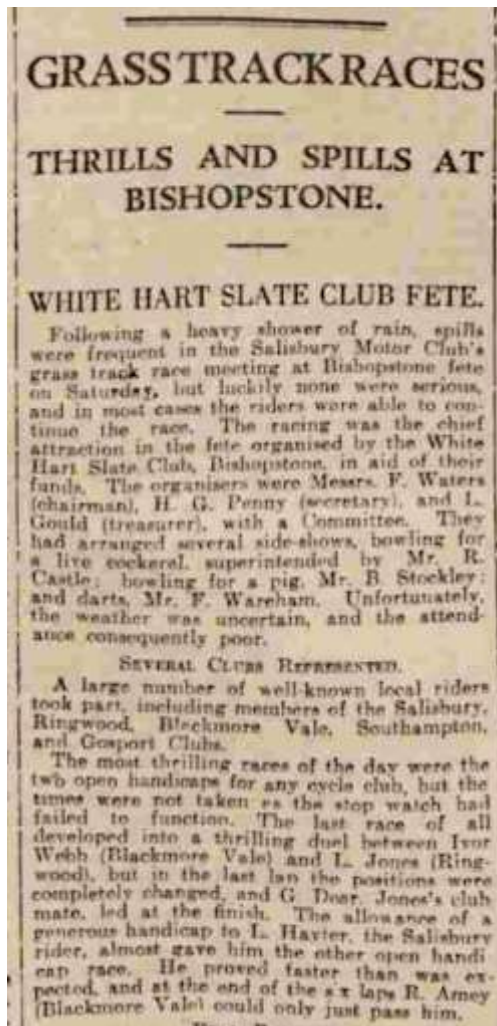 GRASS TRACK RACES
THRILLS AND SPILLS AT
BISHOPSTONE.
WHITE HART SLATE CLUB FETE.
Following a heavy shower of rain, spills
were frequent in the Salisbury Motor Club's
grass track race meeting at Bishopstone fete
on Saturday, but luckily none were serious,
and in most cases the riders were able to con-
tinue the race. The racing was the chief
attraction in the fete organised by the White
Hart Slate Club, Bishopstone, in aid of their
funds. The organisers were Messrs. F. Waters
(chairman), H. G. Penny (secretary), and L.
Gould (treasurer), with a Committee. They
had arranged several side-shows, bowling for
a live cockerel, superintended by Mr. R.
Castle; bowling for a pig, Mr. B. Stockley;
and darts, Mr. F. Wareham. Unfortunately,
the weather was uncertain, and the attend-
ance consequently poor.
SEVERAL CLUBS REPRESENTED.
A large number of well-known local riders
took part, including members of the Salisbury,
Ringwood, Blackmore Vale, Southampton,
and Gosport Clubs.
The most thrilling races of the day were the
two open handicaps for any cycle club, but the
times were not taken as the stop watch had
failed to function. The last race of all
developed into a thrilling duel between Ivor
Webb (Blackmore Vale) and L. Jones (Ring-
wood), but in the last lap the positions were
completely changed, and G. Dear, Jones's club
mate, led at the finish. The allowance of a
generous handicap to L. Hayter, the Salisbury
rider, almost gave him the other open handi-
cap race. He proved faster than was ex-
pected, and at the end of the six laps R. Arney
(Blackmore Vale) could only just pass him.